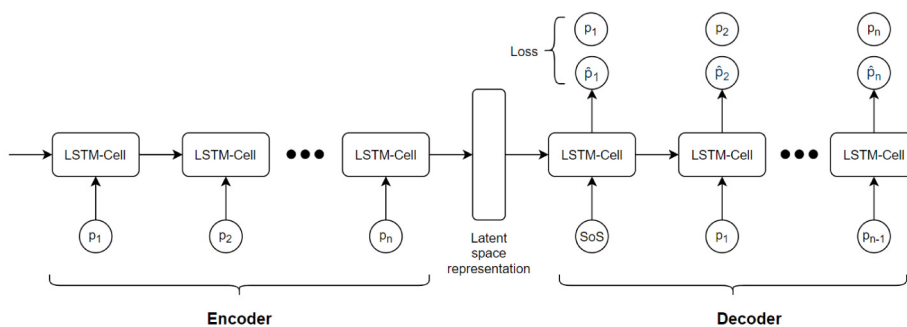 p1 p2 pn
Loss
p̂1 p̂2 p̂n
LSTM-Cell LSTM-Cell LSTM-Cell LSTM-Cell LSTM-Cell LSTM-Cell
p1 p2 pn SoS p1 pn-1
Latent
space
representation
Encoder Decoder